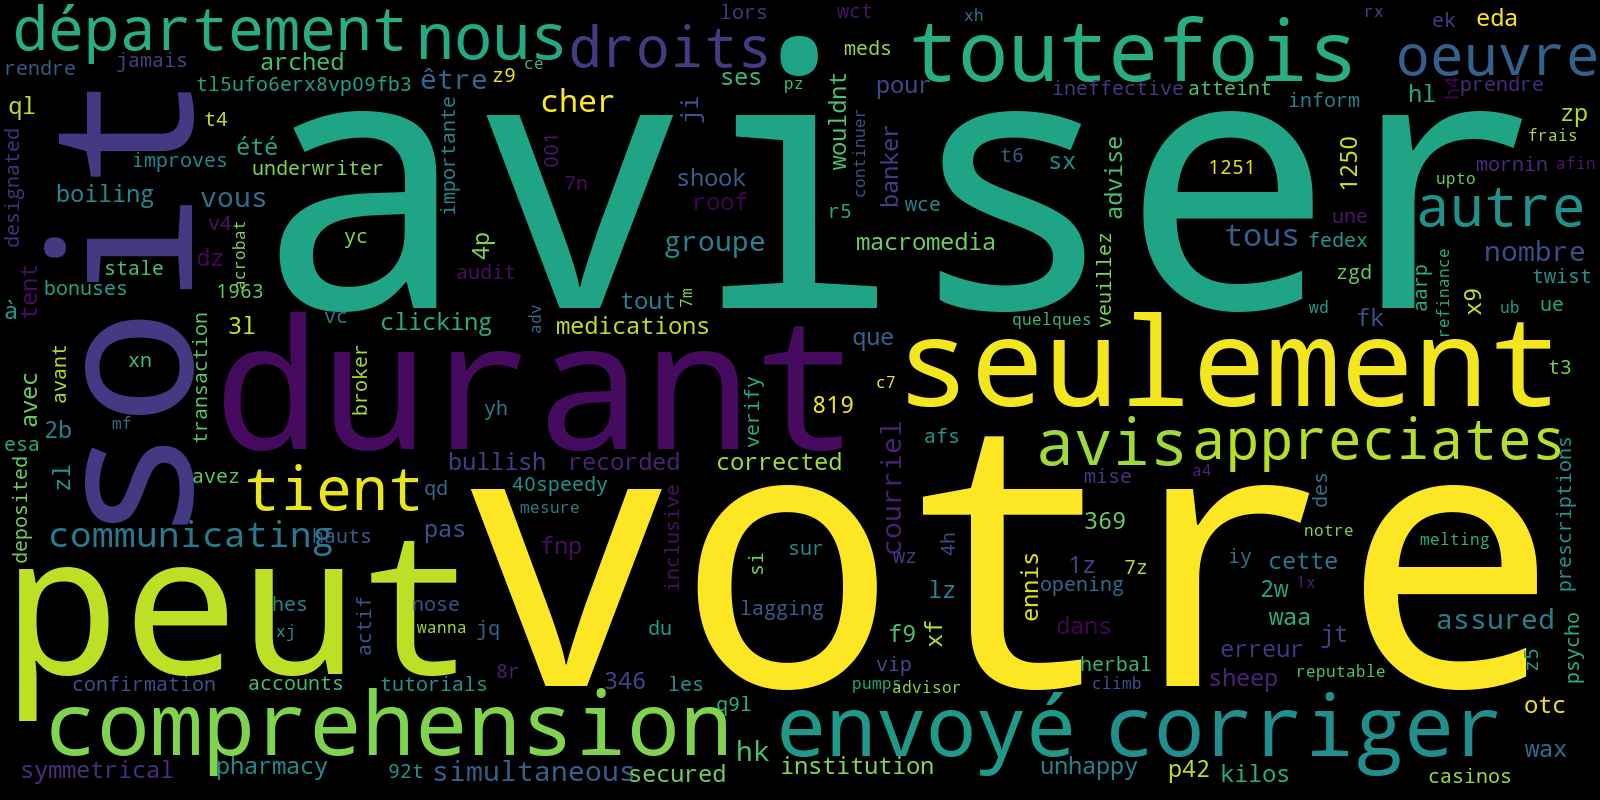 département
nous
droits
lors
wct
xh
toutefois
rx
ek
eda
oeuvre
rendre
jamais
arched
tl5ufo6erx8vp09fb3
être
z9
ce
ses
pz
meds
pour
ineffective
atteint
inform
hl
h4
prendre
ql
t4
cher
ji
wouldnt
continuer
1250
zp
frais
designated
improves
été
underwriter
importante
001
7n
shook
roof
banker
t6
sx
advise
1251
mornin
afin
upto
boiling
vous
aviser
r5
wce
une
autre
soit
v4
yc
4p
groupe
macromedia
veuillez
tous
fedex
nombre
stale
dz
acrobat
audit
zgd
aarp
refinance
twist
tent
bonuses
1963
tout
7m
x9
wd
ub
ue
à
3l
vc
clicking
adv
medications
quelques
fk
transaction
durant
que
seulement
xn
avant
avec
broker
yh
verify
819
c7
t3
mf
esa
2b
afs
avis
appreciates
zl
avez
tient
bullish
recorded
corrected
courriel
mise
a4
prescriptions
deposited
qd
40speedy
mesure
votre
369
des
notre
melting
communicating
hauts
pas
fnp
inclusive
si
sur
wz
4h
ennis
1z
7z
iy
cette
opening
lz
2w
1x
peut
hes
actif
nose
lagging
waa
xj
wanna
jq
du
f9
xf
dans
jt
assured
erreur
psycho
z5
8r
vip
herbal
sheep
reputable
confirmation
accounts
tutorials
346
les
pumps
advisor
climb
comprehension
q9l
envoyé
corriger
otc
hk
wax
symmetrical
pharmacy
92t
simultaneous
secured
institution
unhappy
p42
kilos
casinos